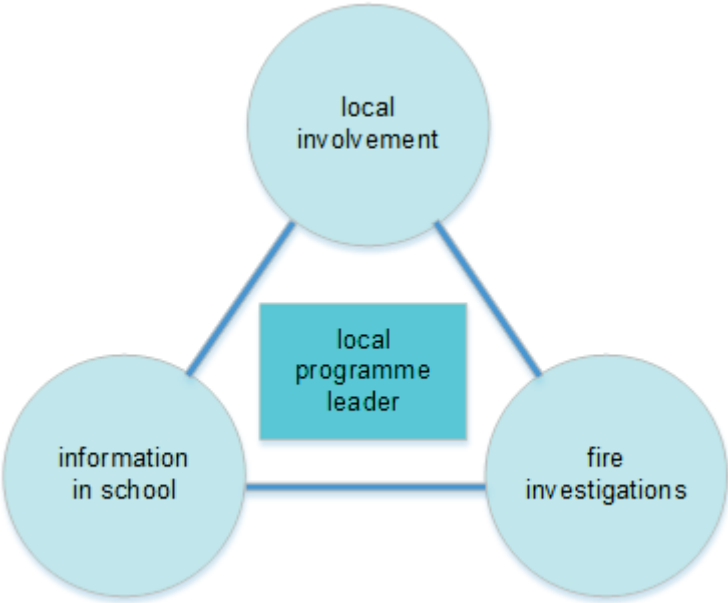 local
involvement
local
programme
leader
information
in school
fire
investigations